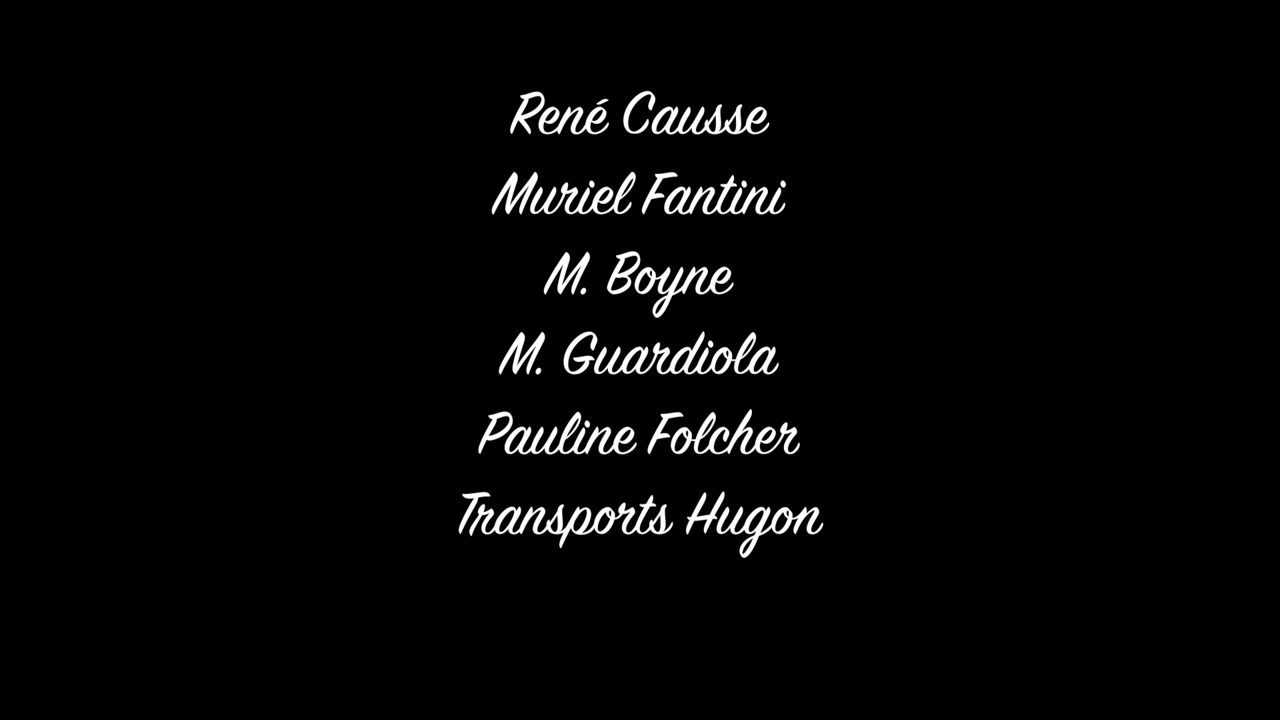 René Causse
Muriel Fantini
M. Boyne
M. Guardiola
Pauline Folcher
Transports Hugon